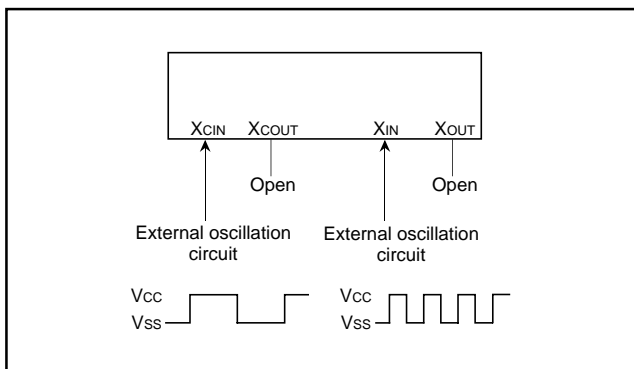 XCIN XCOUT XIN XOUT
Open Open
External oscillation circuit
External oscillation circuit
VCC VCC
VSS VSS